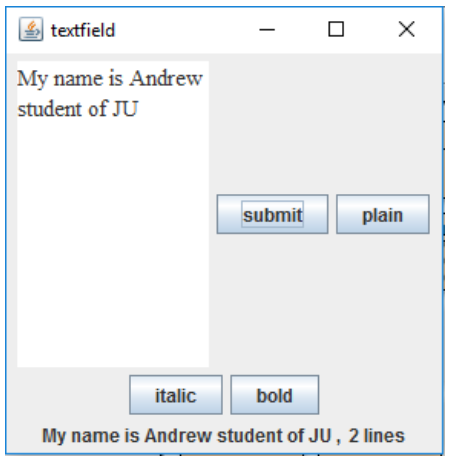 textfield
My name is Andrew
student of JU
submit plain
italic bold
My name is Andrew student of JU , 2 lines